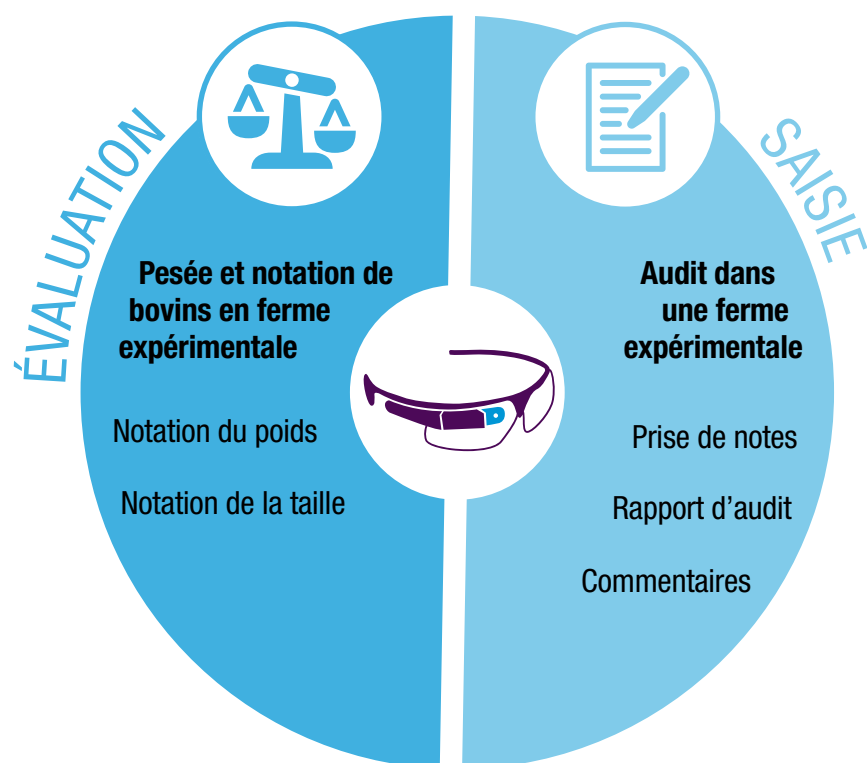 ÉVALUATION
Pesée et notation de
bovins en ferme
expérimentale
Notation du poids
Notation de la taille
SAISIE
Audit dans
une ferme
expérimentale
Prise de notes
Rapport d’audit
Commentaires